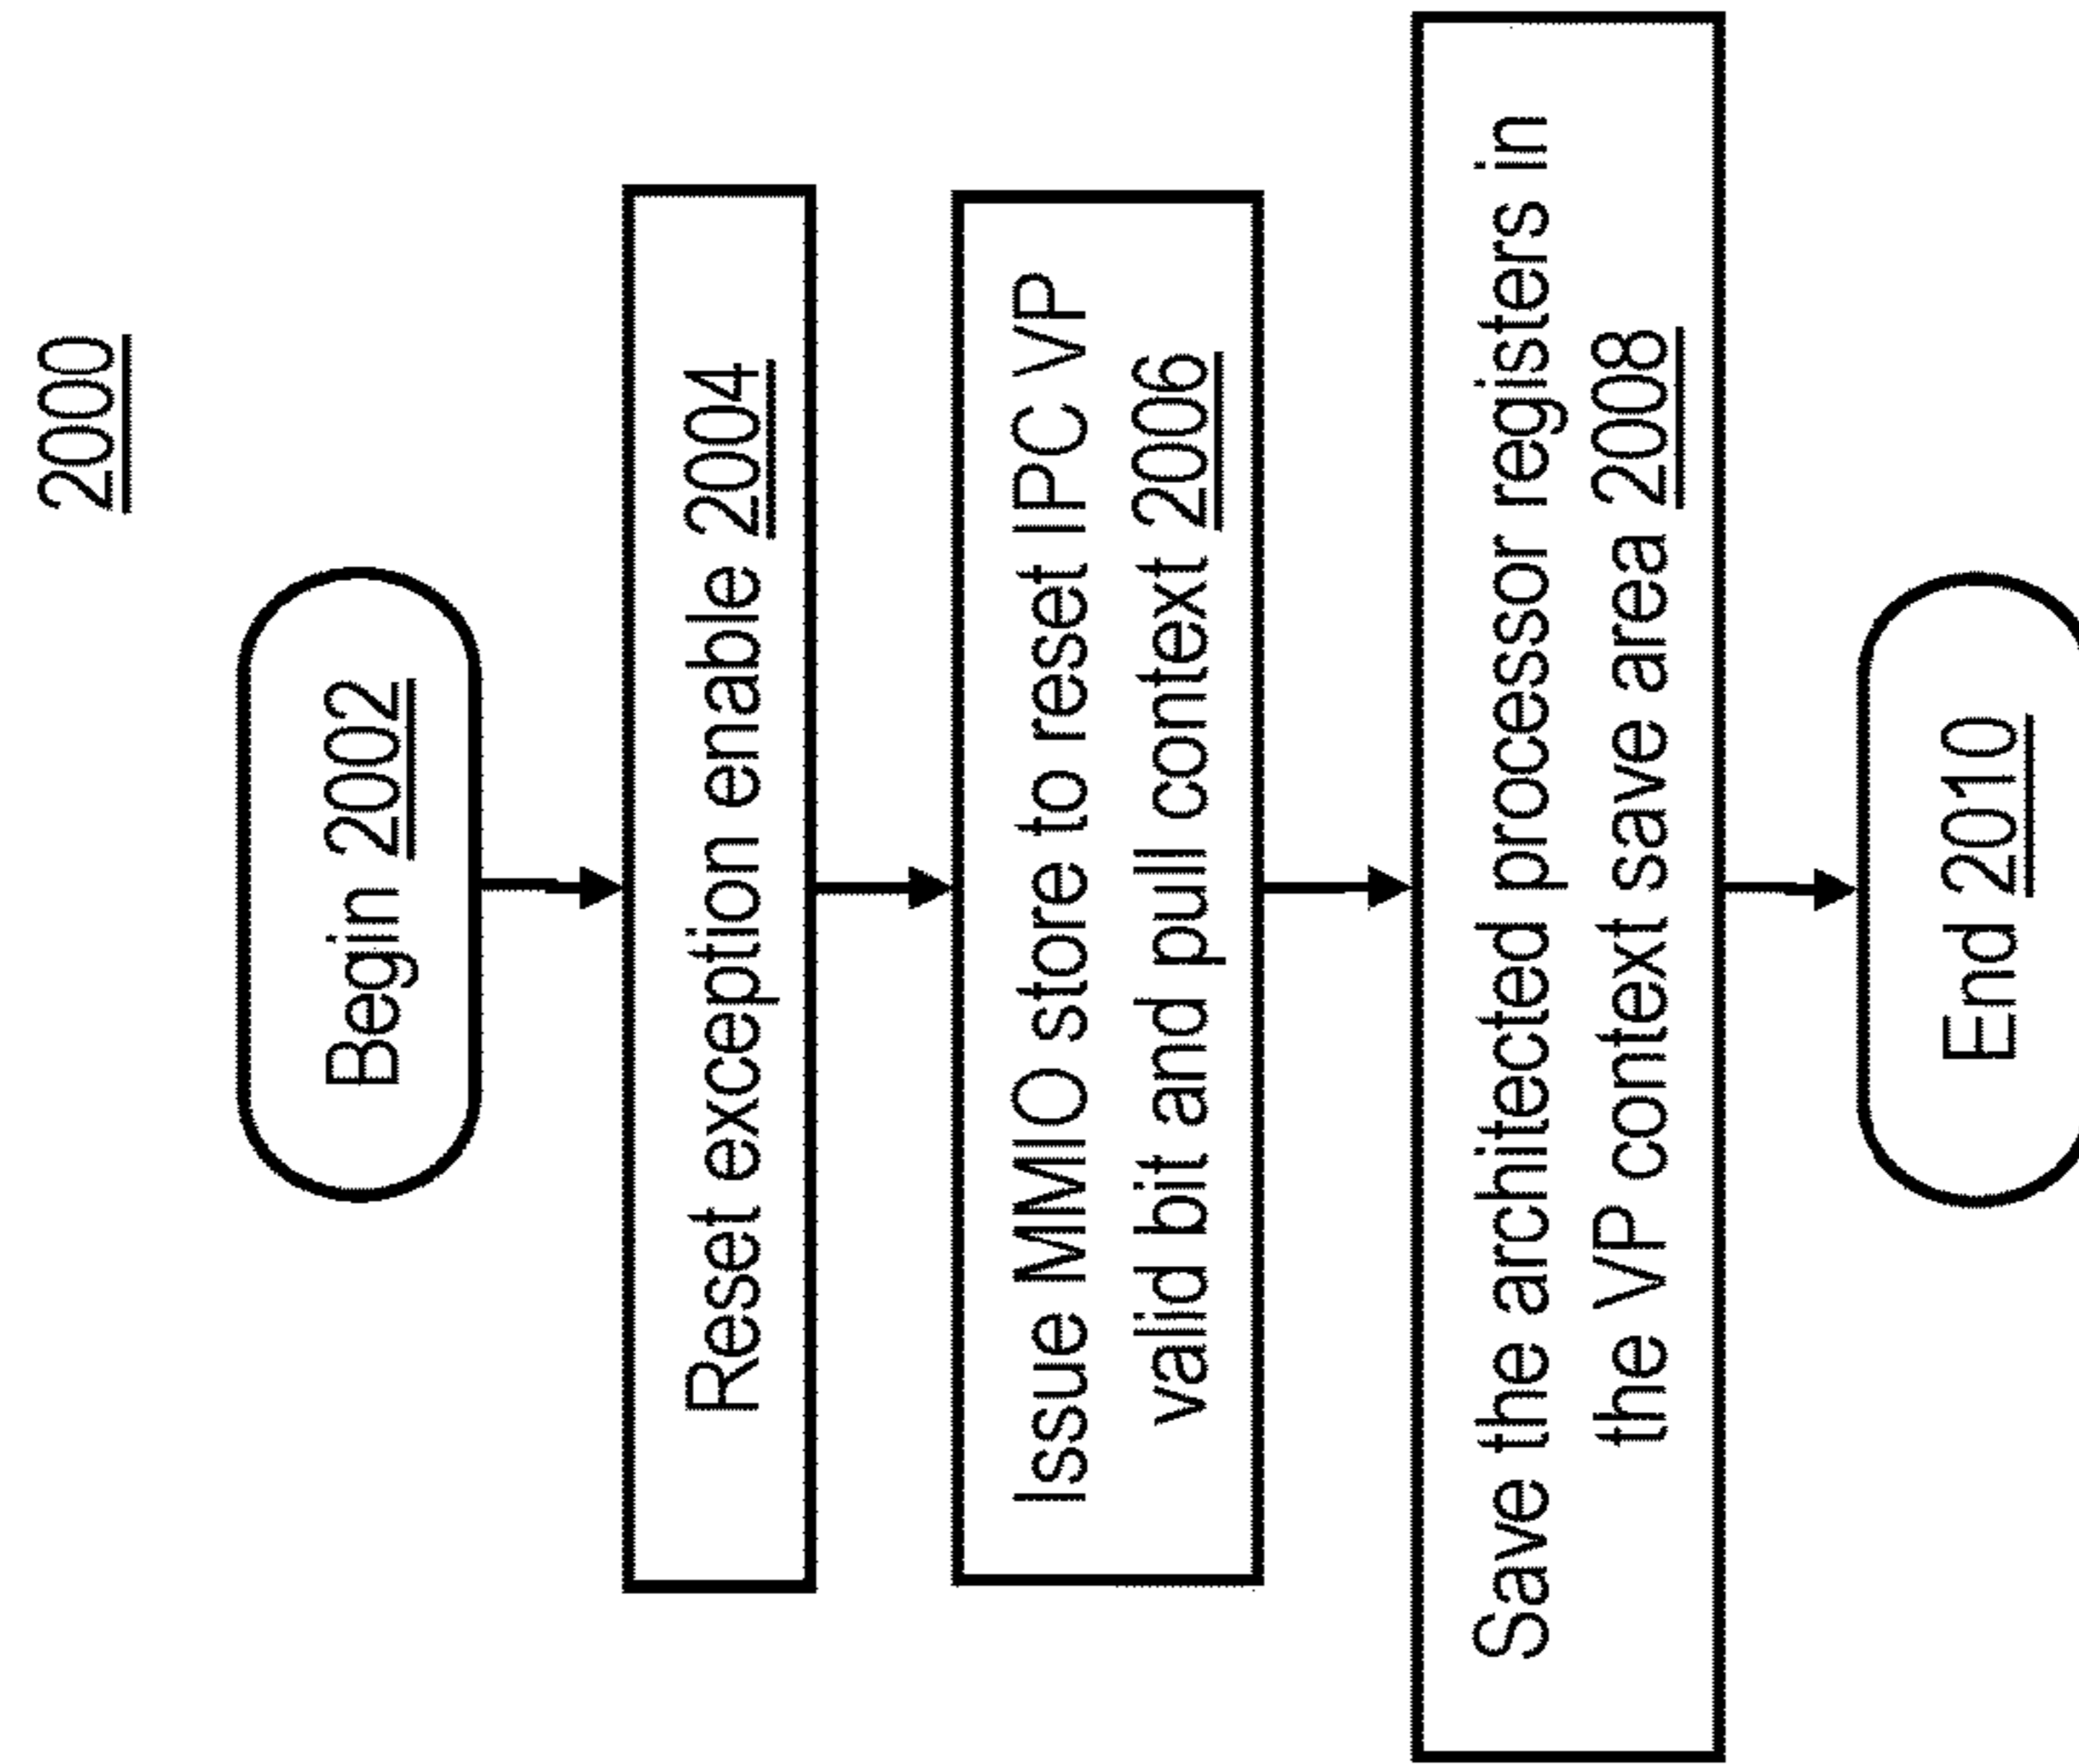 2000
Begin 2002
Reset exception enable 2004
Issue MMIO store to reset IPC VP
valid bit and pull context 2006
Save the architected processor registers in
the VP context save area 2008
End 2010